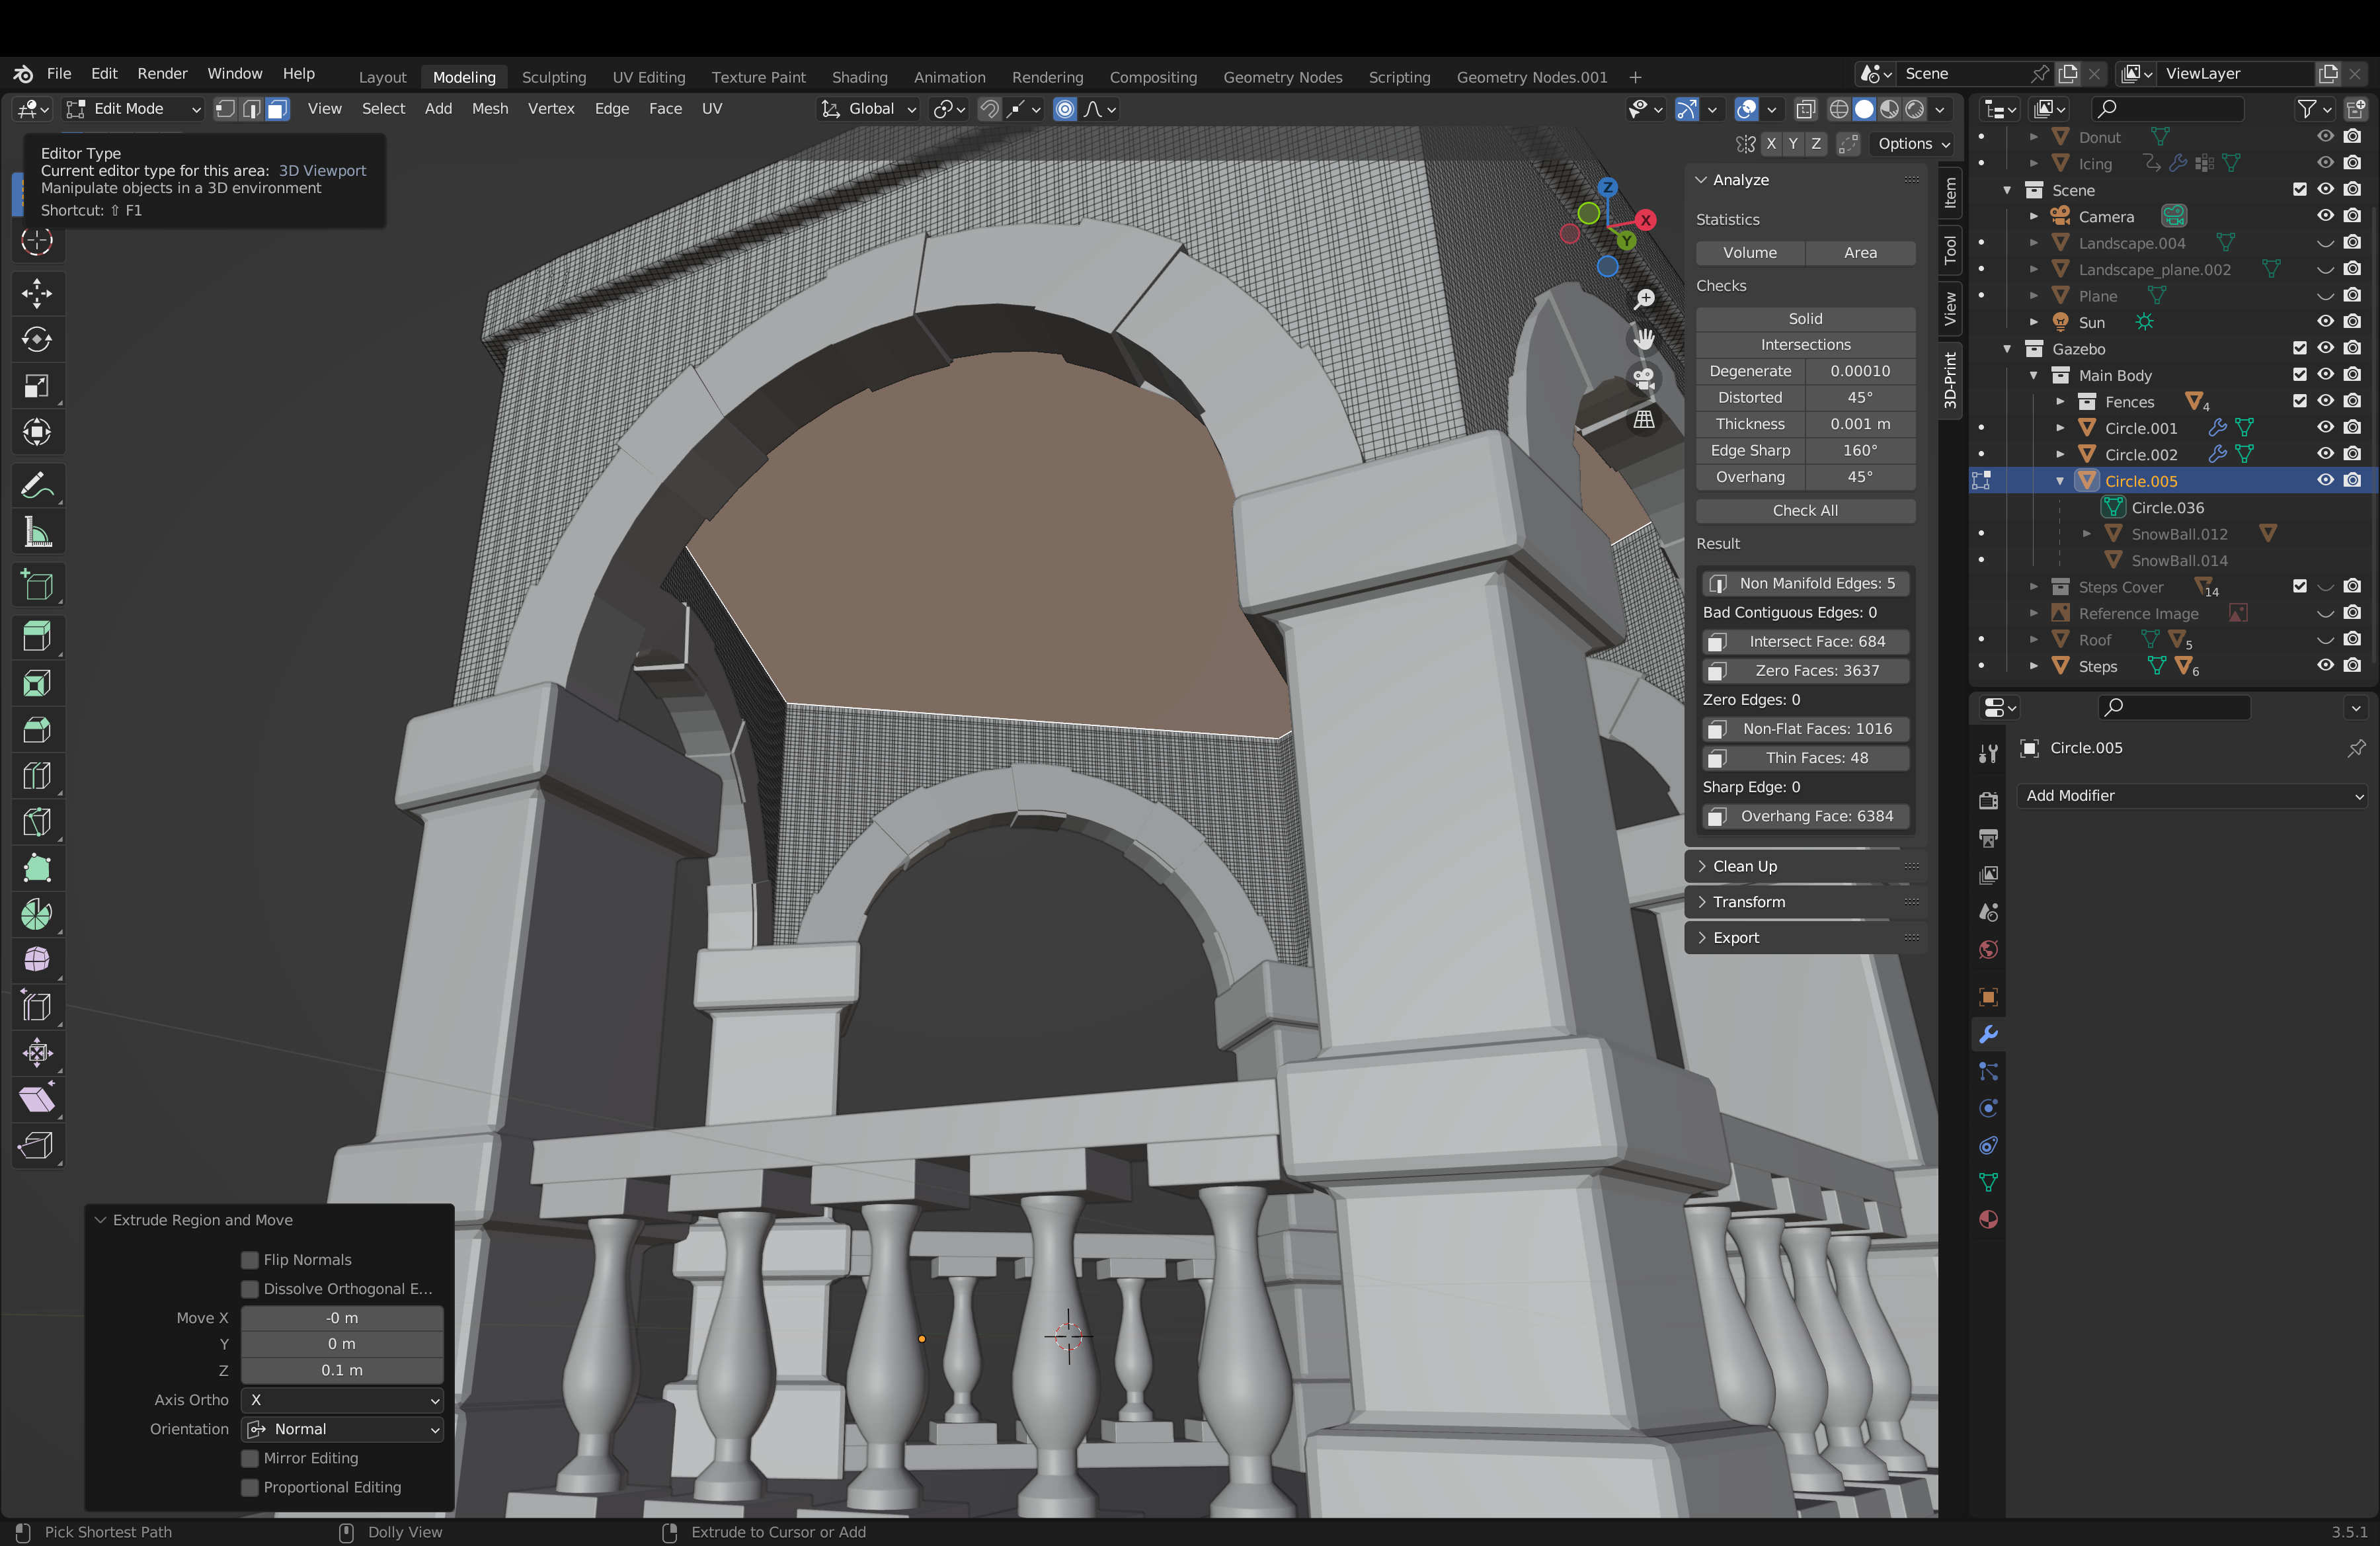 File Edit Render Window Help Layout Modeling Sculpting UV Editing Texture Paint Shading Animation Rendering Compositing Geometry Nodes Scripting Geometry Nodes.001 + Scene ViewLayer
Edit Mode View Select Add Mesh Vertex Edge Face UV Global
X Y Z Options
Editor Type
Current editor type for this area: 3D Viewport
Manipulate objects in a 3D environment
Shortcut: ⇧ F1
Z
X
Y
Analyze
Statistics
Volume Area
Checks
Solid
Intersections
Degenerate 0.00010
Distorted 45°
Thickness 0.001 m
Edge Sharp 160°
Overhang 45°
Check All
Result
Non Manifold Edges: 5
Bad Contiguous Edges: 0
Intersect Face: 684
Zero Faces: 3637
Zero Edges: 0
Non-Flat Faces: 1016
Thin Faces: 48
Sharp Edge: 0
Overhang Face: 6384
Clean Up
Transform
Export
Item
Tool
View
3D-Print
Donut
Icing
Scene
Camera
Landscape.004
Landscape_plane.002
Plane
Sun
Gazebo
Main Body
Fences 4
Circle.001
Circle.002
Circle.005
Circle.036
SnowBall.012
SnowBall.014
Steps Cover 14
Reference Image
Roof 5
Steps 6
Circle.005
Add Modifier
Extrude Region and Move
Flip Normals
Dissolve Orthogonal E...
Move X -0 m
Y 0 m
Z 0.1 m
Axis Ortho X
Orientation Normal
Mirror Editing
Proportional Editing
Pick Shortest Path Dolly View Extrude to Cursor or Add 3.5.1